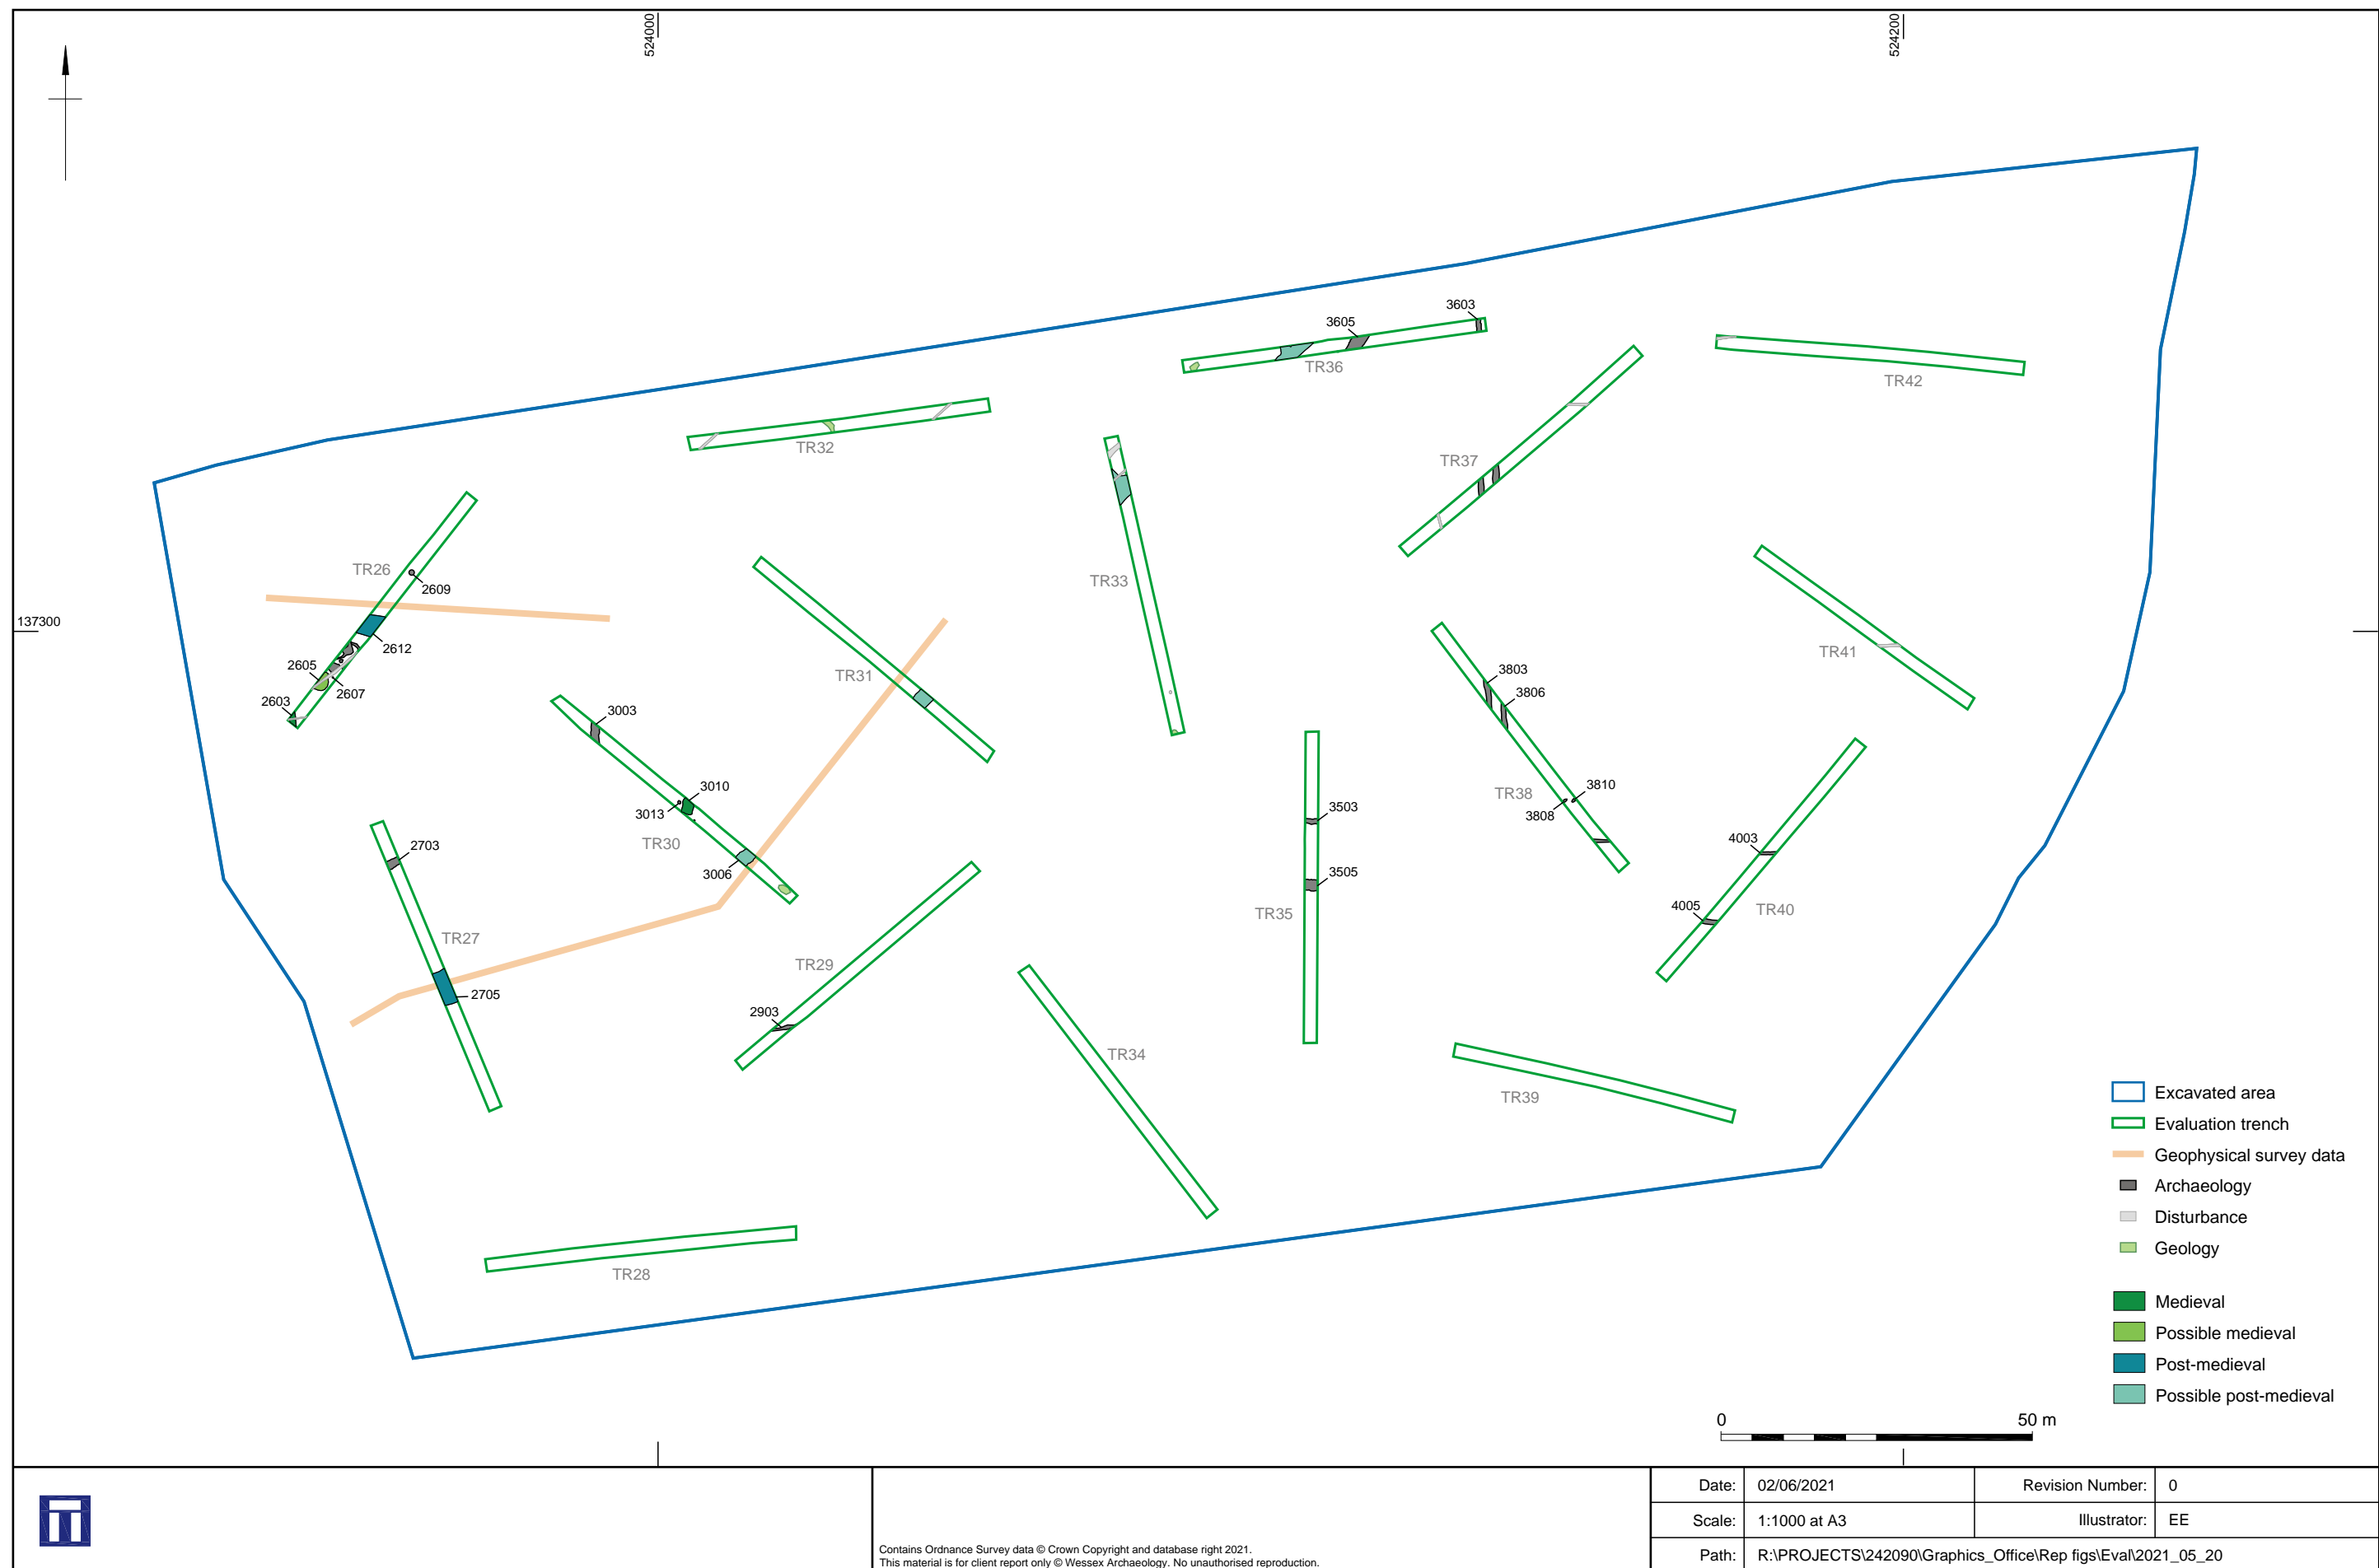 524000
524200
3603
3605
TR36
TR42
TR32
TR37
TR26
2609
TR33
137300
2612
2605
2607
TR31
TR41
2603
3003
3803
3806
3010
3013
TR30
TR38
3810
3808
3503
4003
2703
3006
3505
4005
TR35
TR40
TR27
TR29
2705
2903
TR34
TR39
TR28
Excavated area
Evaluation trench
Geophysical survey data
Archaeology
Disturbance
Geology
Medieval
Possible medieval
Post-medieval
Possible post-medieval
0 50 m
Date: 02/06/2021 Revision Number: 0
Scale: 1:1000 at A3 Illustrator: EE
Path: R:\PROJECTS\242090\Graphics_Office\Rep figs\Eval\2021_05_20
Contains Ordnance Survey data © Crown Copyright and database right 2021.
This material is for client report only © Wessex Archaeology. No unauthorised reproduction.